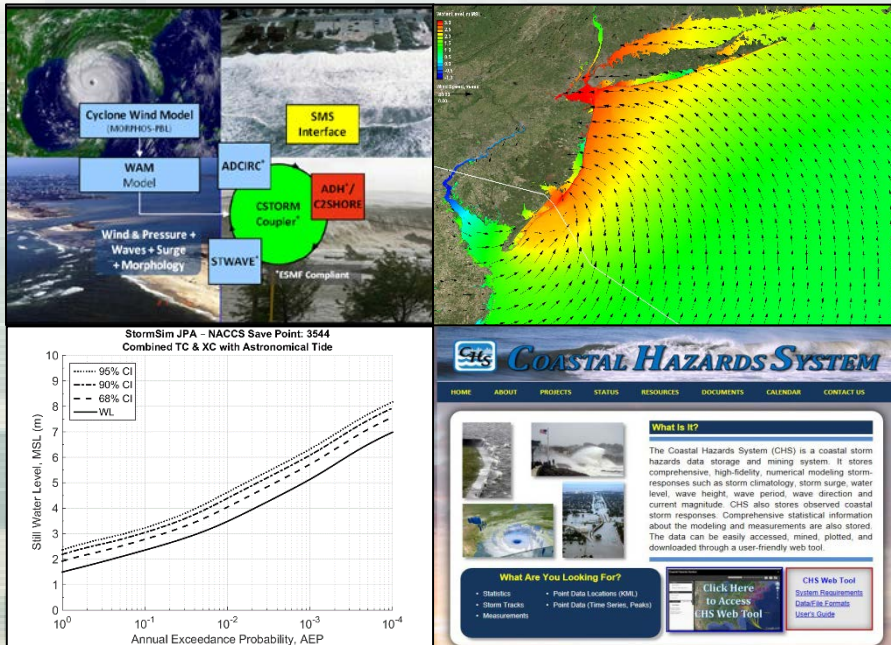 Cyclone Wind Model
(MORPHOS-PBL)
SMS
Interface
WAM
Model
ADCIRC+
ADH+/
C2SHORE
CSTORM
Coupler+
Wind & Pressure +
Waves + Surge
+ Morphology
STWAVE+
+ESMF Compliant
StormSim JPA – NACCS Save Point: 3544
Combined TC & XC with Astronomical Tide
95% CI
90% CI
68% CI
WL
Still Water Level, MSL (m)
10
9
8
7
6
5
4
3
2
1
0
10⁰ 10⁻¹ 10⁻² 10⁻³ 10⁻⁴
Annual Exceedance Probability, AEP
CHS COASTAL HAZARDS SYSTEM
HOME ABOUT PROJECTS STATUS RESOURCES DOCUMENTS CALENDAR CONTACT US
What Is It?
The Coastal Hazards System (CHS) is a coastal storm
hazards data storage and mining system. It stores
comprehensive, high-fidelity, numerical modeling storm-
responses such as storm climatology, storm surge, water
level, wave height, wave period, wave direction and
current magnitude. CHS also stores observed coastal
storm responses. Comprehensive statistical information
about the modeling and measurements are also stored.
The data can be easily accessed, mined, plotted, and
downloaded through a user-friendly web tool.
What Are You Looking For?
• Statistics
• Storm Tracks
• Measurements
• Point Data Locations (KML)
• Point Data (Time Series, Peaks)
Click Here
to Access
CHS Web Tool
CHS Web Tool
System Requirements
Data/File Formats
User's Guide